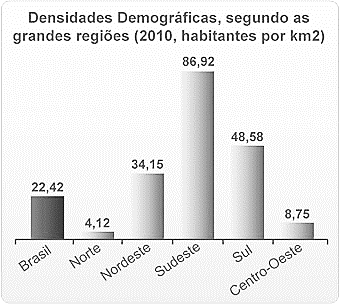 Densidades Demográficas, segundo as
grandes regiões (2010, habitantes por km2)
86,92
48,58
34,15
22,42
4,12
8,75
Brasil
Norte
Nordeste
Sudeste
Sul
Centro-Oeste